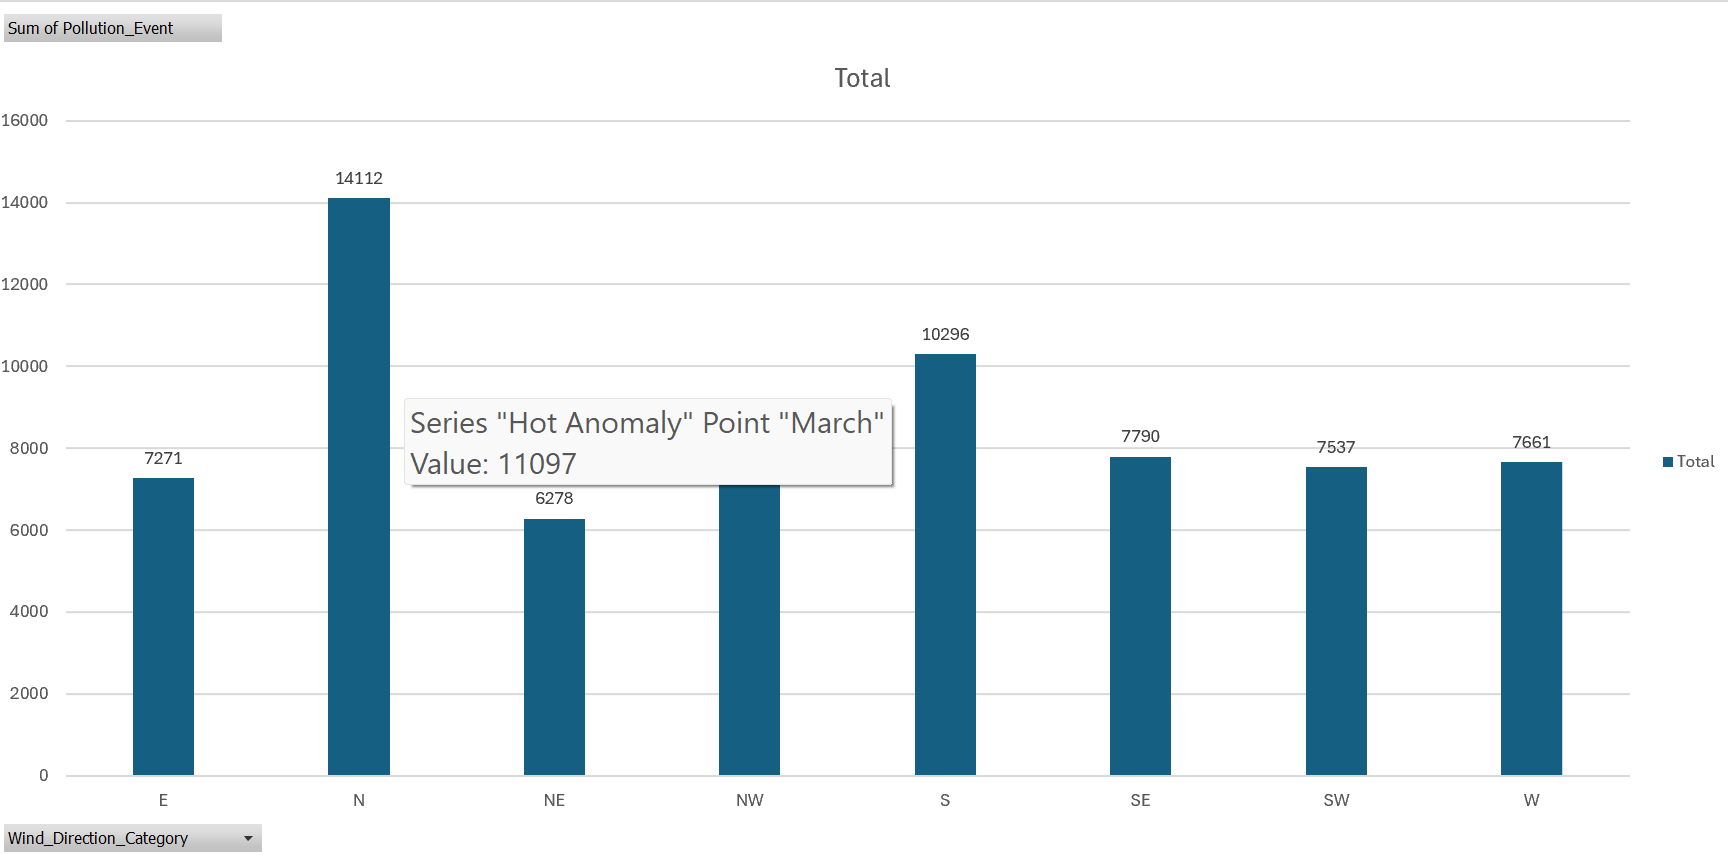 Sum of Pollution_Event
Total
16000
14000
12000
10000
8000
6000
4000
2000
0
7271
14112
6278
10296
7790
7537
7661
Series "Hot Anomaly" Point "March"
Value: 11097
Total
E N NE NW S SE SW W
Wind_Direction_Category